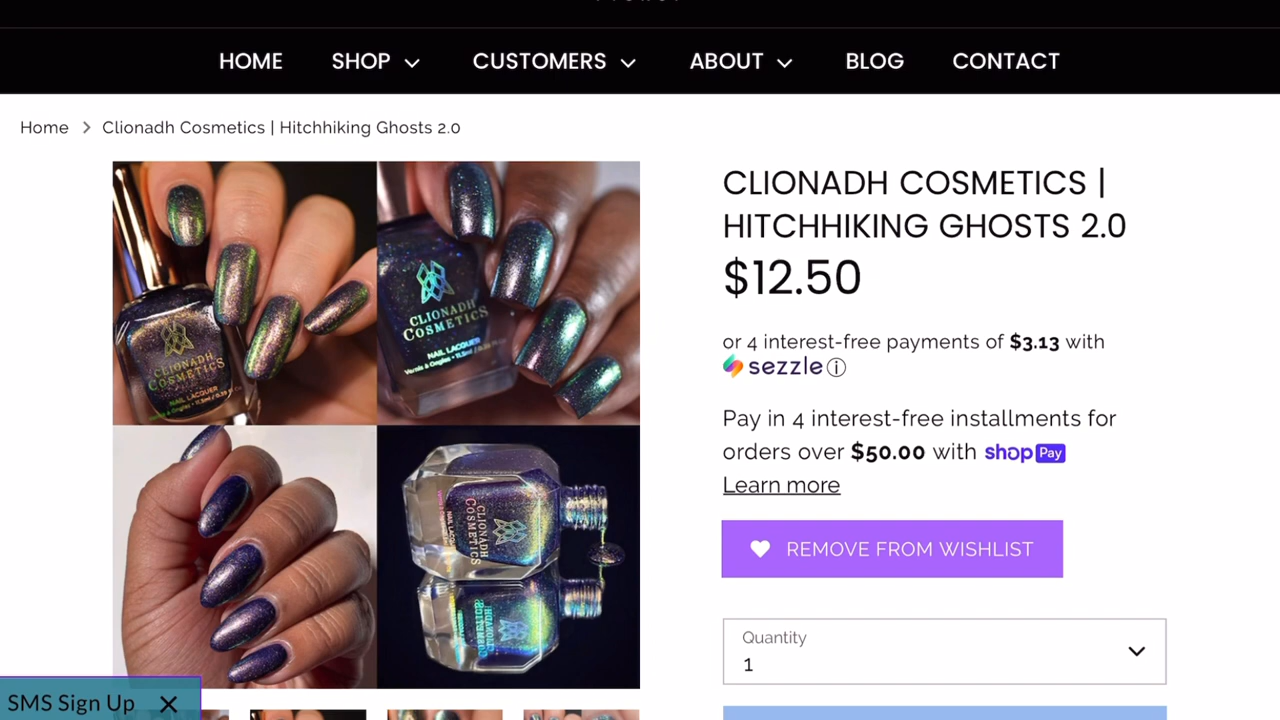 HOME
SHOP
CUSTOMERS
ABOUT
BLOG
CONTACT
Home > Clionadh Cosmetics | Hitchhiking Ghosts 2.0
CLIONADH COSMETICS |
HITCHHIKING GHOSTS 2.0
$12.50
or 4 interest-free payments of $3.13 with
sezzle
Pay in 4 interest-free installments for
orders over $50.00 with shop Pay
Learn more
REMOVE FROM WISHLIST
Quantity
1
CLIONADH
COSMETICS
NAIL LACQUER
CLIONADH
COSMETICS
NAIL LACQUER
CLIONADH
COSMETICS
SMS Sign Up